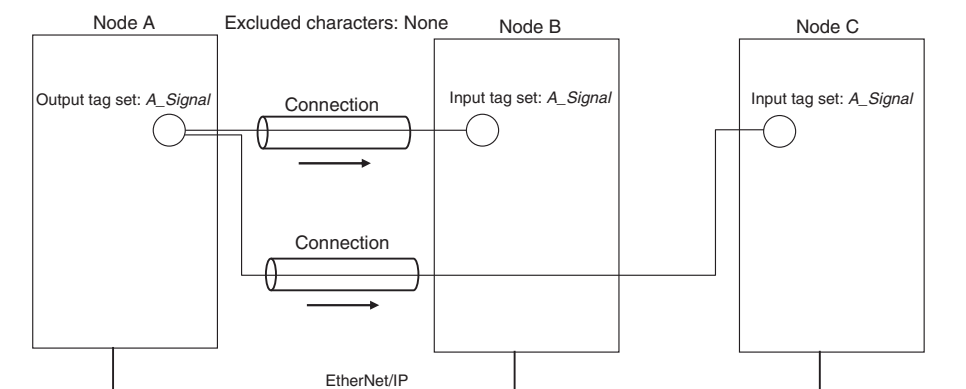 Node A
Excluded characters: None
Node B
Node C
Output tag set: A_Signal
Connection
Input tag set: A_Signal
Input tag set: A_Signal
Connection
EtherNet/IP